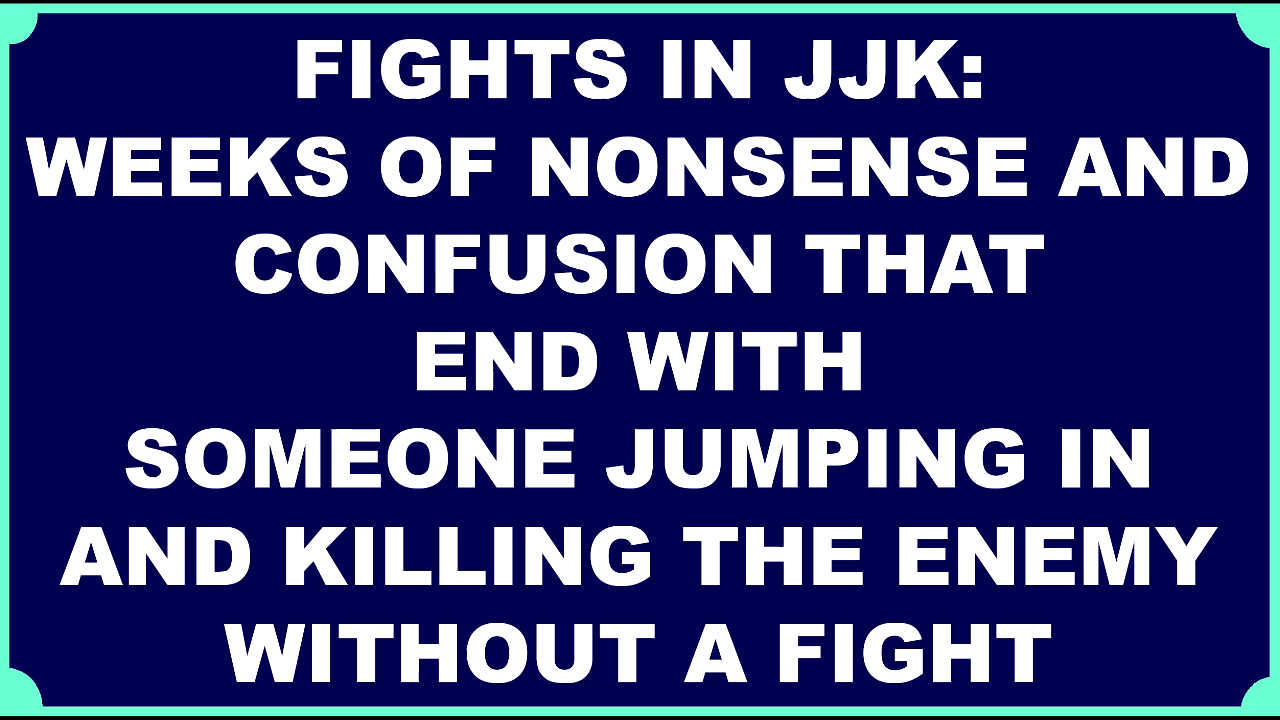 FIGHTS IN JJK:
WEEKS OF NONSENSE AND
CONFUSION THAT
END WITH
SOMEONE JUMPING IN
AND KILLING THE ENEMY
WITHOUT A FIGHT